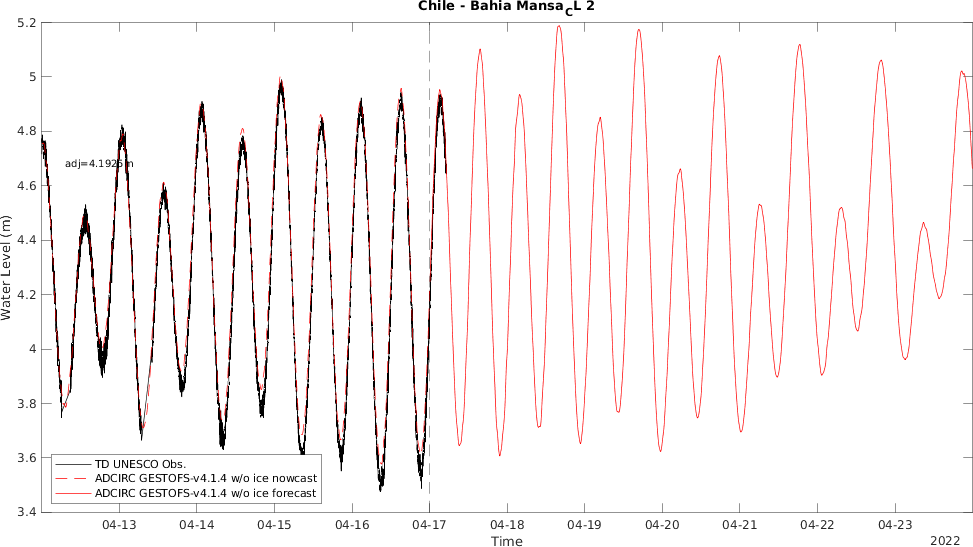 Chile - Bahia Mansa_CL 2
Water Level (m)
5.2
5
4.8
4.6
4.4
4.2
4
3.8
3.6
3.4
adj=4.1926 m
TD UNESCO Obs.
ADCIRC GESTOFS-v4.1.4 w/o ice nowcast
ADCIRC GESTOFS-v4.1.4 w/o ice forecast
04-13 04-14 04-15 04-16 04-17 04-18 04-19 04-20 04-21 04-22 04-23
Time
2022